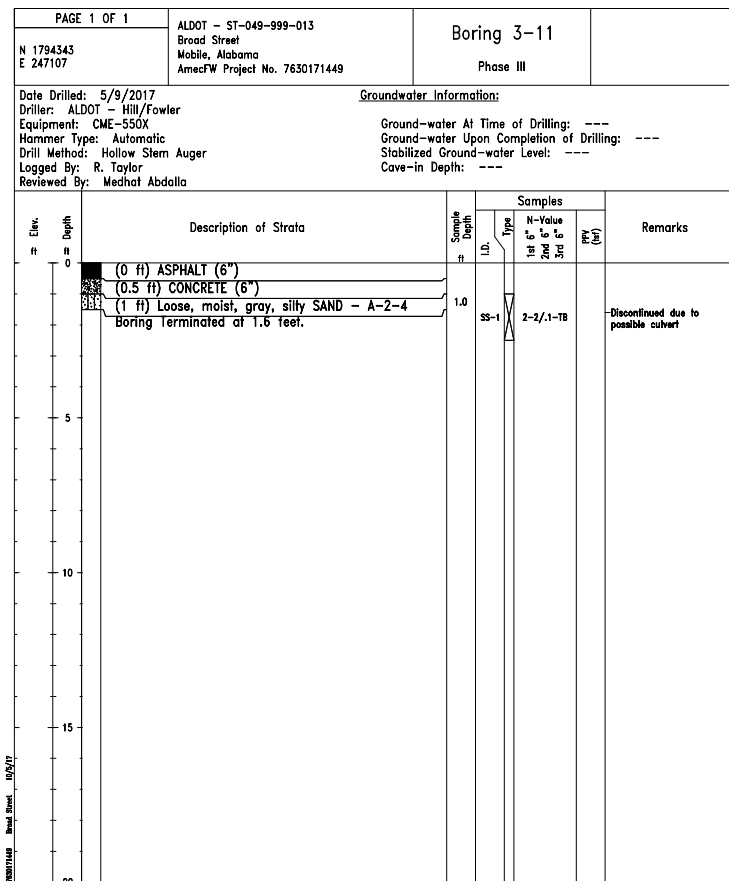 PAGE 1 OF 1
N 1794343
E 247107
ALDOT - ST-049-999-013
Broad Street
Mobile, Alabama
AmecFW Project No. 7630171449
Boring 3-11
Phase III
Date Drilled: 5/9/2017
Driller: ALDOT - Hill/Fowler
Equipment: CME-550X
Hammer Type: Automatic
Drill Method: Hollow Stem Auger
Logged By: R. Taylor
Reviewed By: Medhat Abdalla
Groundwater Information:
Ground-water At Time of Drilling: ---
Ground-water Upon Completion of Drilling: ---
Stabilized Ground-water Level: ---
Cave-in Depth: ---
Elev.
ft
Depth
ft
Description of Strata
Sample
Depth
ft
Samples
I.D.
Type
N-Value
1st 6"
2nd 6"
3rd 6"
PPV
(tsf)
Remarks
0
(0 ft) ASPHALT (6")
(0.5 ft) CONCRETE (6")
(1 ft) Loose, moist, gray, silty SAND - A-2-4
Boring Terminated at 1.6 feet.
1.0
SS-1
2-2/.1-TB
Discontinued due to
possible culvert
5
10
15
20
7630171449 Broad Street 10/5/17